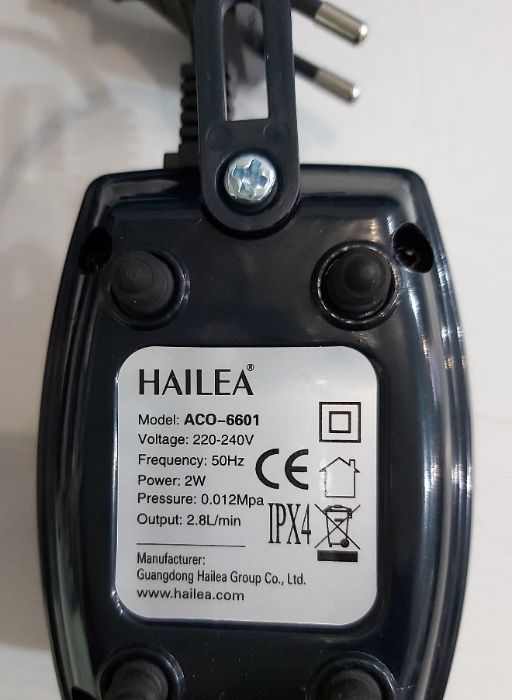 HAILEA®
Model: ACO-6601
Voltage: 220-240V
Frequency: 50Hz
Power: 2W
Pressure: 0.012Mpa
Output: 2.8L/min
CE
IPX4
Manufacturer:
Guangdong Hailea Group Co., Ltd.
www.hailea.com